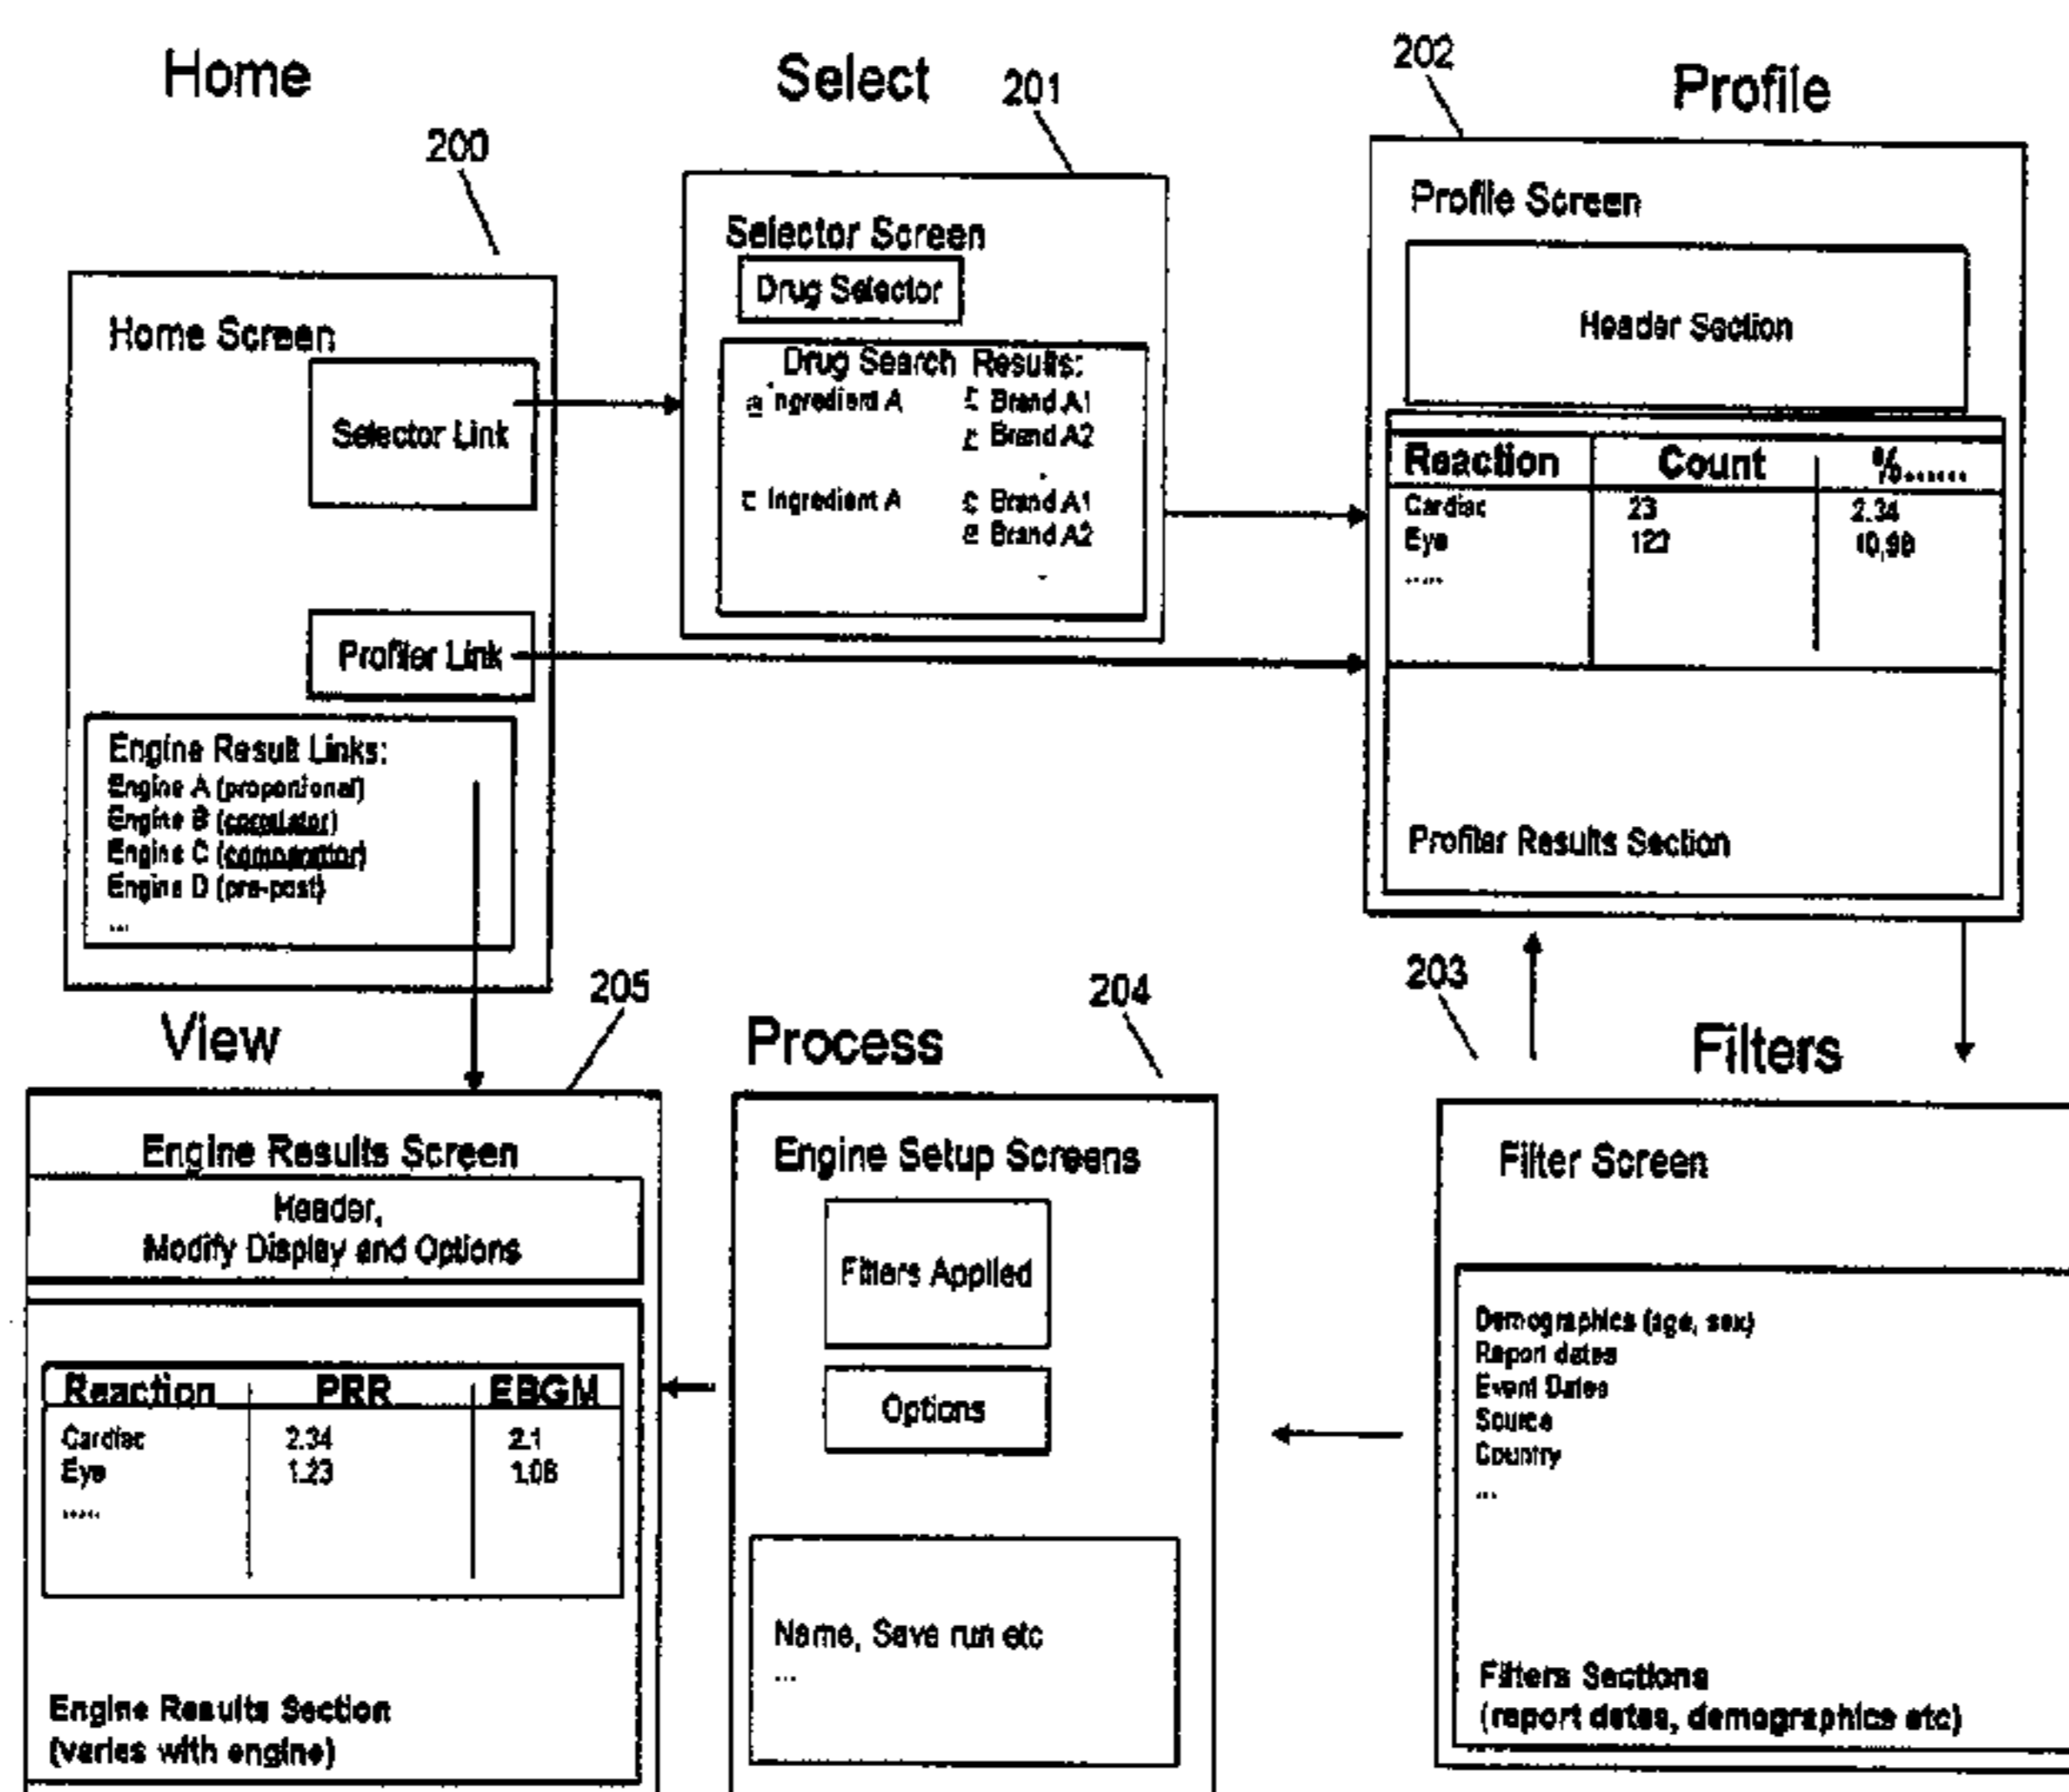 Home
200
Home Screen
Selector Link
Profiler Link
Engine Result Links:
Engine A (proportional)
Engine B (correlator)
Engine C (comparator)
Engine D (pre-post)
...
Select
201
Selector Screen
Drug Selector
Drug Search Results:
Ingredient A Brand A1
Brand A2
.
Ingredient A Brand A1
Brand A2
.
202
Profile
Profile Screen
Header Section
Reaction Count %......
Cardiac 23 2.34
Eye 123 10,98
.....
Profiler Results Section
203
Filters
Filter Screen
Demographics (age, sex)
Report dates
Event Dates
Source
Country
...
Filters Sections
(report dates, demographics etc)
Process
204
Engine Setup Screens
Filters Applied
Options
Name, Save run etc
...
View
205
Engine Results Screen
Header,
Modify Display and Options
Reaction PRR EBGM
Cardiac 2.34 2.1
Eye 1.23
.....
Engine Results Section
(varies with engine)